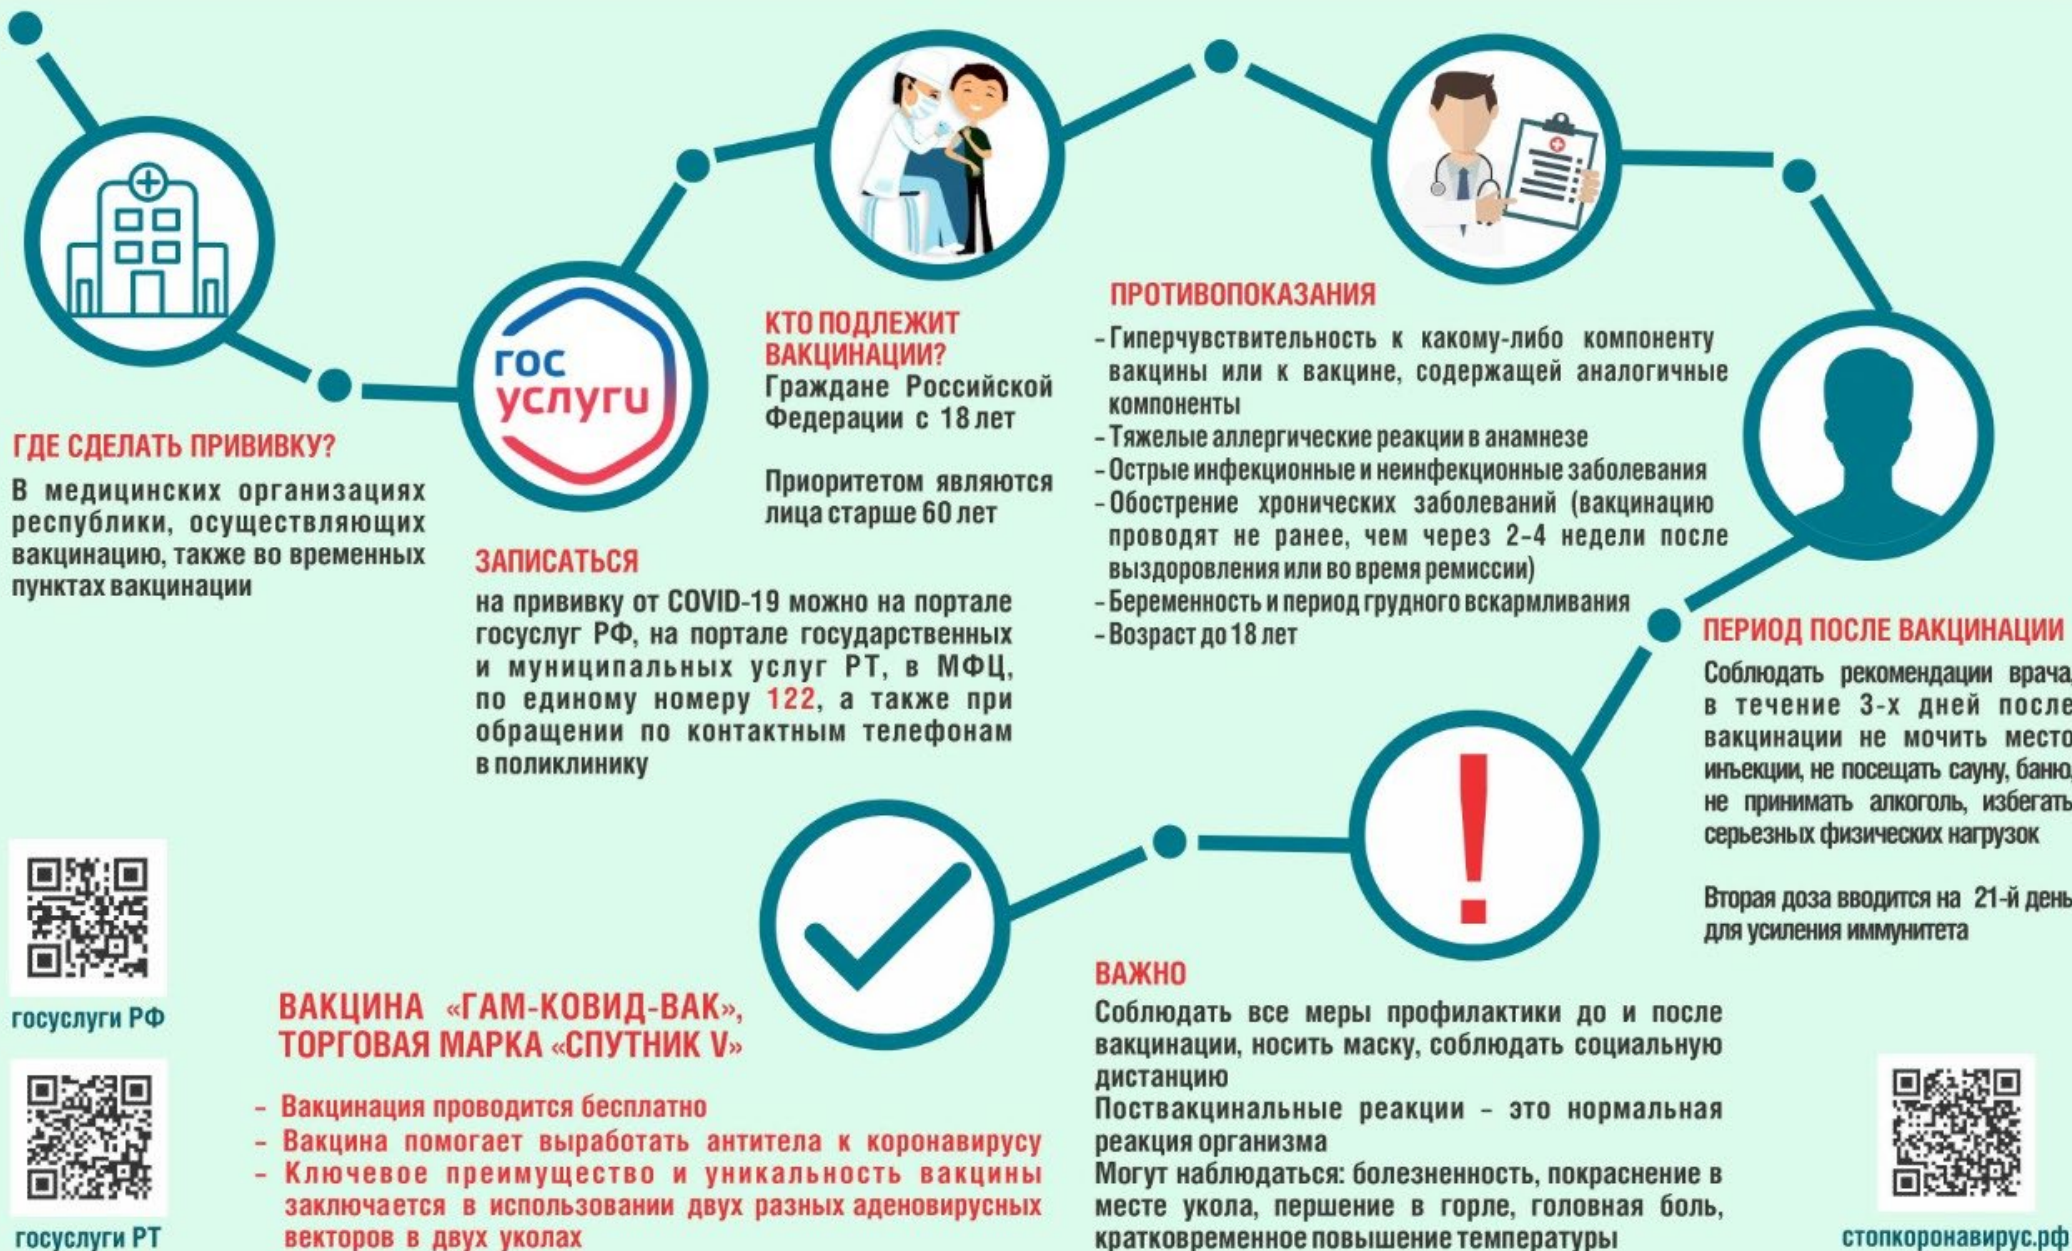 гос
услуги
ГДЕ СДЕЛАТЬ ПРИВИВКУ?
В медицинских организациях
республики, осуществляющих
вакцинацию, также во временных
пунктах вакцинации
ЗАПИСАТЬСЯ
на прививку от COVID-19 можно на портале
госуслуг РФ, на портале государственных
и муниципальных услуг РТ, в МФЦ,
по единому номеру 122, а также при
обращении по контактным телефонам
в поликлинику
КТО ПОДЛЕЖИТ
ВАКЦИНАЦИИ?
Граждане Российской
Федерации с 18 лет
Приоритетом являются
лица старше 60 лет
ПРОТИВОПОКАЗАНИЯ
- Гиперчувствительность к какому-либо компоненту
вакцины или к вакцине, содержащей аналогичные
компоненты
- Тяжелые аллергические реакции в анамнезе
- Острые инфекционные и неинфекционные заболевания
- Обострение хронических заболеваний (вакцинацию
проводят не ранее, чем через 2-4 недели после
выздоровления или во время ремиссии)
- Беременность и период грудного вскармливания
- Возраст до 18 лет
ПЕРИОД ПОСЛЕ ВАКЦИНАЦИИ
Соблюдать рекомендации врача,
в течение 3-х дней после
вакцинации не мочить место
инъекции, не посещать сауну, баню,
не принимать алкоголь, избегать
серьезных физических нагрузок
Вторая доза вводится на 21-й день
для усиления иммунитета
!
ВАЖНО
Соблюдать все меры профилактики до и после
вакцинации, носить маску, соблюдать социальную
дистанцию
Поствакцинальные реакции - это нормальная
реакция организма
Могут наблюдаться: болезненность, покраснение в
месте укола, першение в горле, головная боль,
кратковременное повышение температуры
ВАКЦИНА «ГАМ-КОВИД-ВАК»,
ТОРГОВАЯ МАРКА «СПУТНИК V»
- Вакцинация проводится бесплатно
- Вакцина помогает выработать антитела к коронавирусу
- Ключевое преимущество и уникальность вакцины
заключается в использовании двух разных аденовирусных
векторов в двух уколах
госуслуги РФ
госуслуги РТ
стопкоронавирус.рф